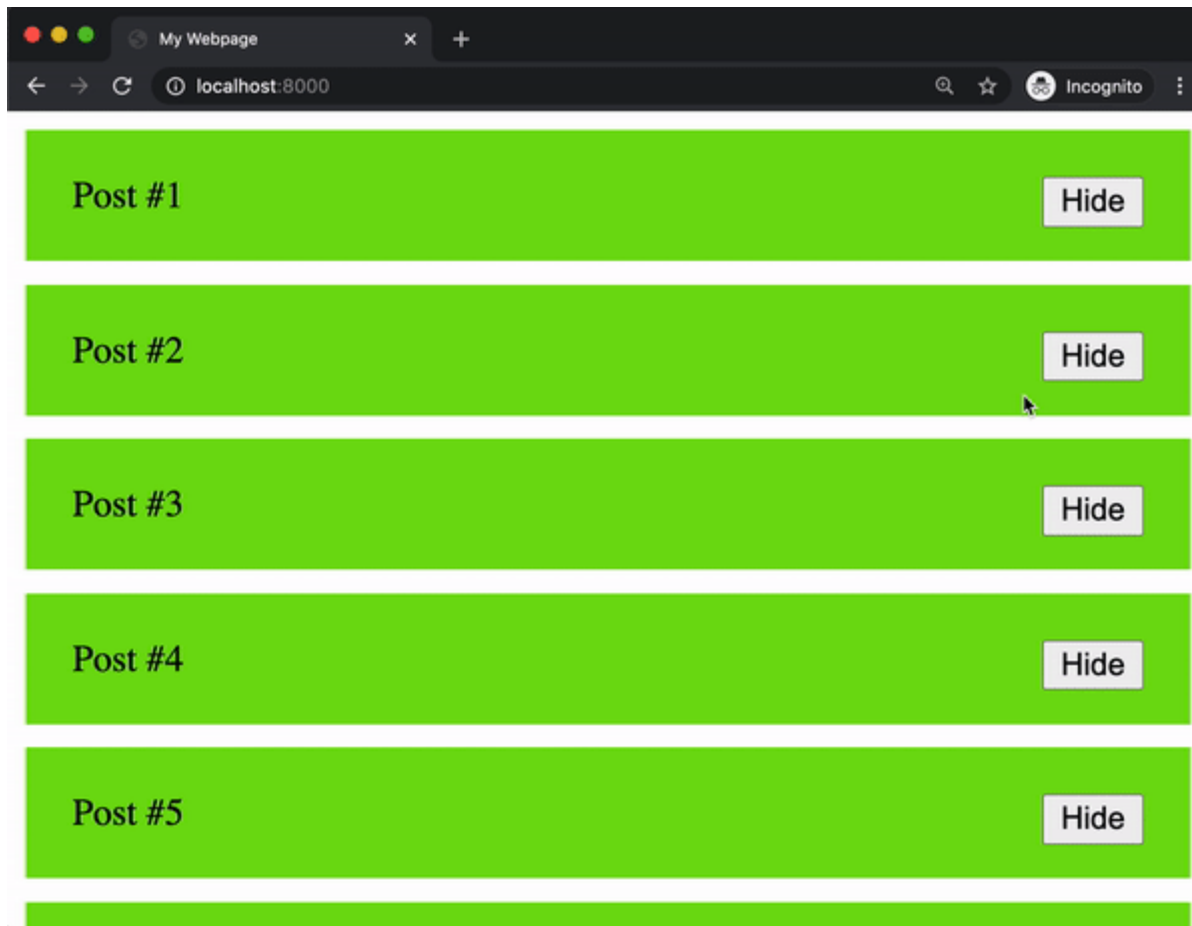 My Webpage
localhost:8000
Incognito
Post #1
Hide
Post #2
Hide
Post #3
Hide
Post #4
Hide
Post #5
Hide